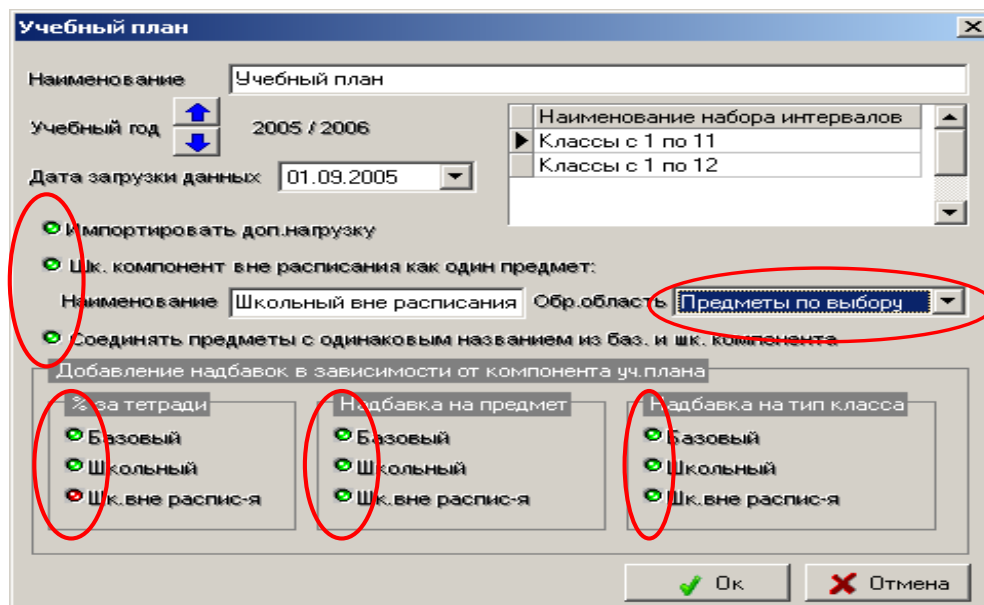 Учебный план
Наименование Учебный план
Учебный год 2005 / 2006
Наименование набора интервалов
Классы с 1 по 11
Классы с 1 по 12
Дата загрузки данных 01.09.2005
Импортировать доп.нагрузку
Шк. компонент вне расписания как один предмет:
Наименование Школьный вне расписания Обр.область Предметы по выбору
Соединять предметы с одинаковым названием из баз. и шк. компонента
Добавление надбавок в зависимости от компонента уч.плана
% за тетради
Базовый
Школьный
Шк.вне распис-я
Надбавка на предмет
Базовый
Школьный
Шк.вне распис-я
Надбавка на тип класса
Базовый
Школьный
Шк.вне распис-я
Ок Отмена